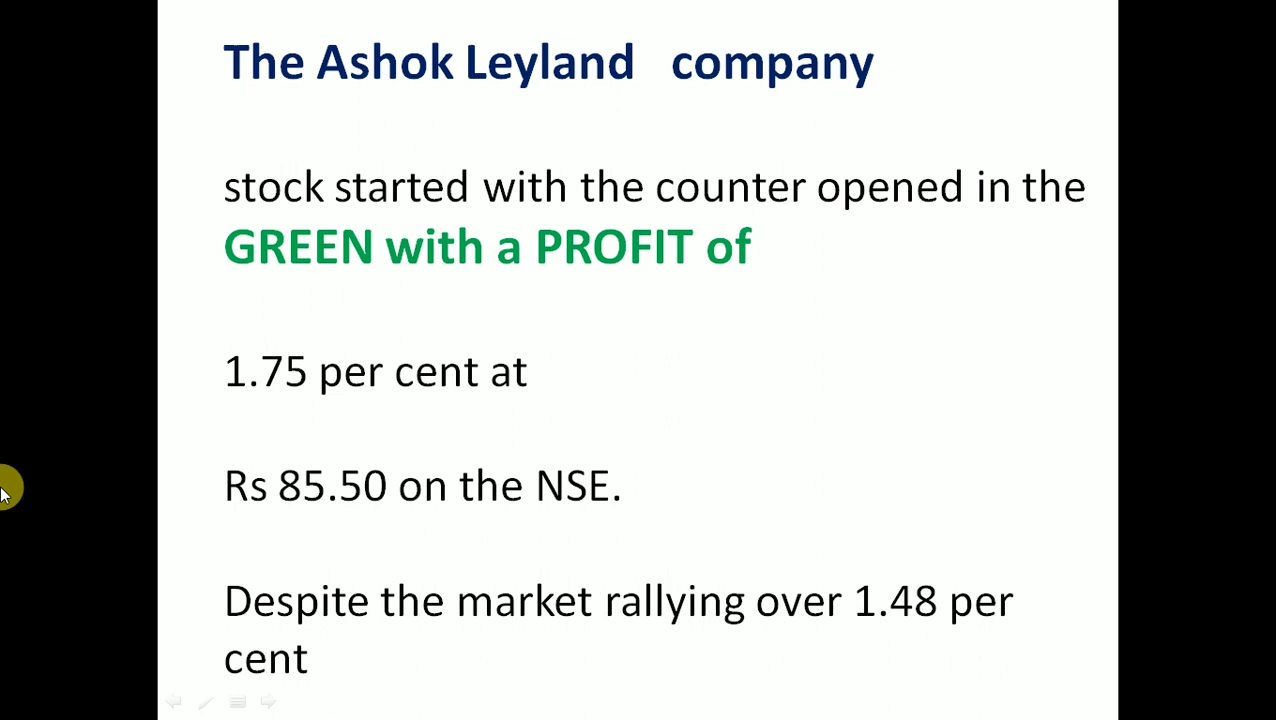 The Ashok Leyland company
stock started with the counter opened in the
GREEN with a PROFIT of
1.75 per cent at
Rs 85.50 on the NSE.
Despite the market rallying over 1.48 per
cent